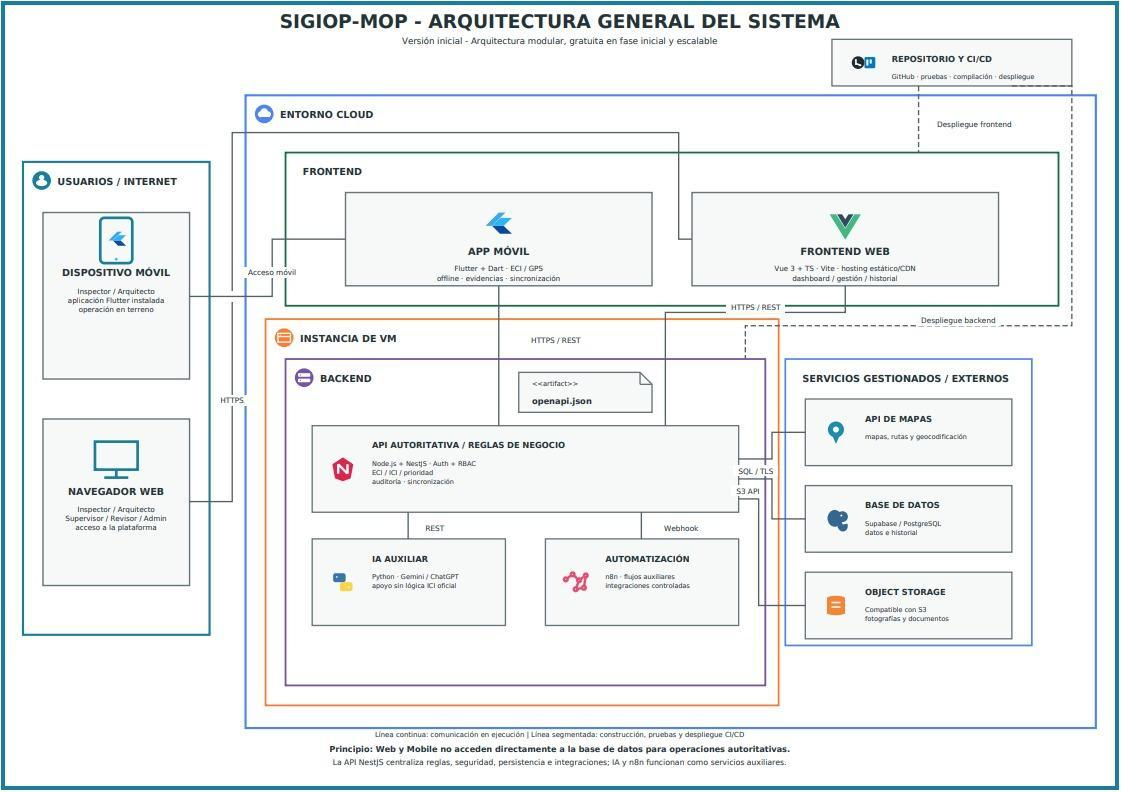 SIGIOP-MOP - ARQUITECTURA GENERAL DEL SISTEMA
Versión inicial - Arquitectura modular, gratuita en fase inicial y escalable
REPOSITORIO Y CI/CD
GitHub · pruebas · compilación · despliegue
ENTORNO CLOUD
Despliegue frontend
USUARIOS / INTERNET
FRONTEND
DISPOSITIVO MÓVIL
Inspector / Arquitecto
aplicación Flutter instalada
operación en terreno
APP MÓVIL
Flutter + Dart · ECI / GPS
offline · evidencias · sincronización
FRONTEND WEB
Vue 3 + TS · Vite · hosting estático/CDN
dashboard / gestión / historial
Acceso móvil
HTTPS / REST
Despliegue backend
INSTANCIA DE VM
HTTPS / REST
BACKEND
<<artifact>>
openapi.json
SERVICIOS GESTIONADOS / EXTERNOS
HTTPS
API DE MAPAS
mapas, rutas y geocodificación
API AUTORITATIVA / REGLAS DE NEGOCIO
Node.js + NestJS · Auth + RBAC
ECI / ICI / prioridad
auditoría · sincronización
SQL / TLS
S3 API
NAVEGADOR WEB
Inspector / Arquitecto
Supervisor / Revisor / Admin
acceso a la plataforma
BASE DE DATOS
Supabase / PostgreSQL
datos e historial
REST
Webhook
IA AUXILIAR
Python · Gemini / ChatGPT
apoyo sin lógica ICI oficial
AUTOMATIZACIÓN
n8n · flujos auxiliares
integraciones controladas
OBJECT STORAGE
Compatible con S3
fotografías y documentos
Línea continua: comunicación en ejecución | Línea segmentada: construcción, pruebas y despliegue CI/CD
Principio: Web y Mobile no acceden directamente a la base de datos para operaciones autoritativas.
La API NestJS centraliza reglas, seguridad, persistencia e integraciones; IA y n8n funcionan como servicios auxiliares.